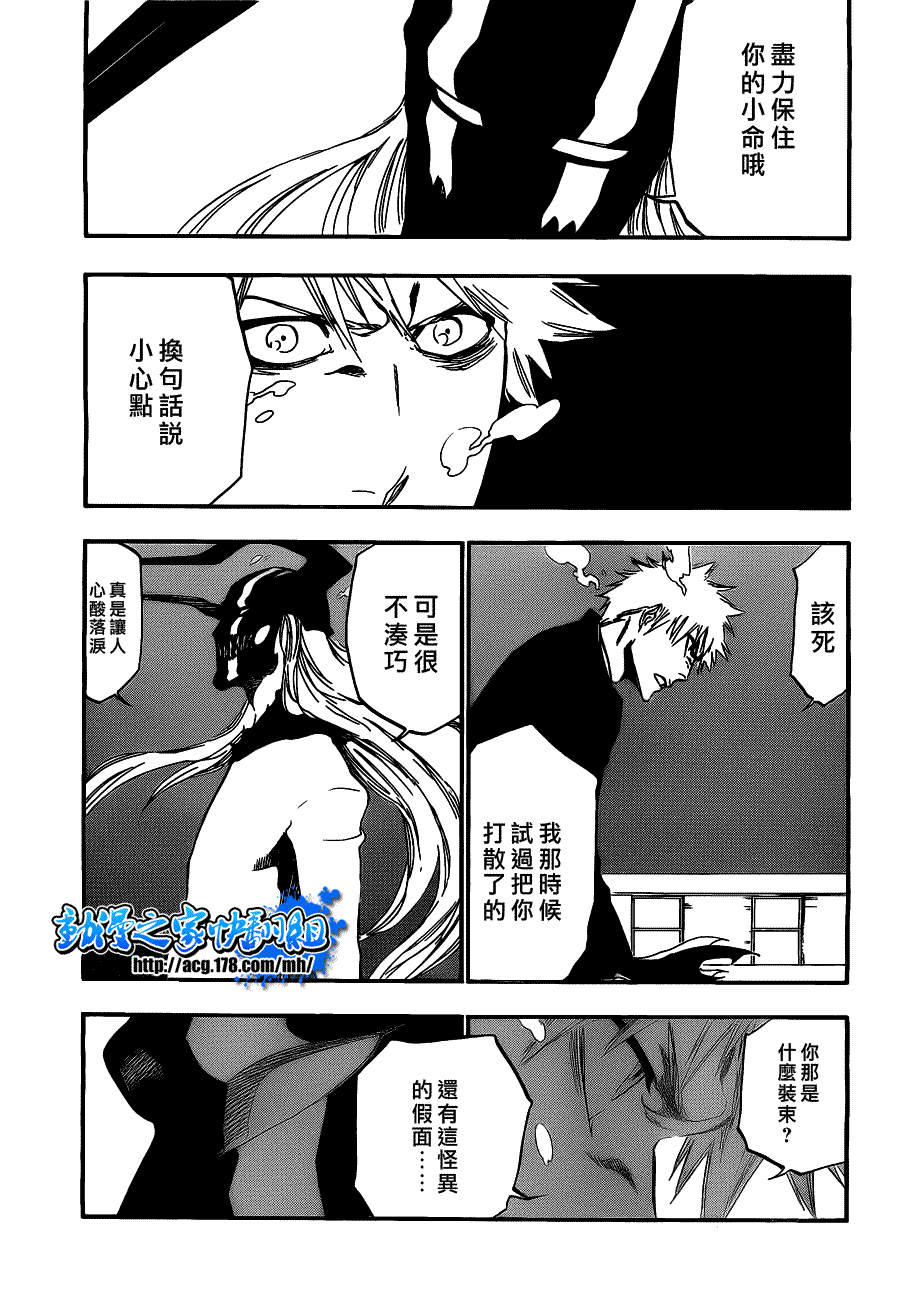 盡力保住
你的小命哦
換句話說
小心點
該死
我那時候
試過把你
打散了的
可是很
不湊巧
真是讓人
心酸落淚
動漫之家快翻組
http://acg.178.com/mh/
你那是
什麼裝束？
還有這怪異
的假面……